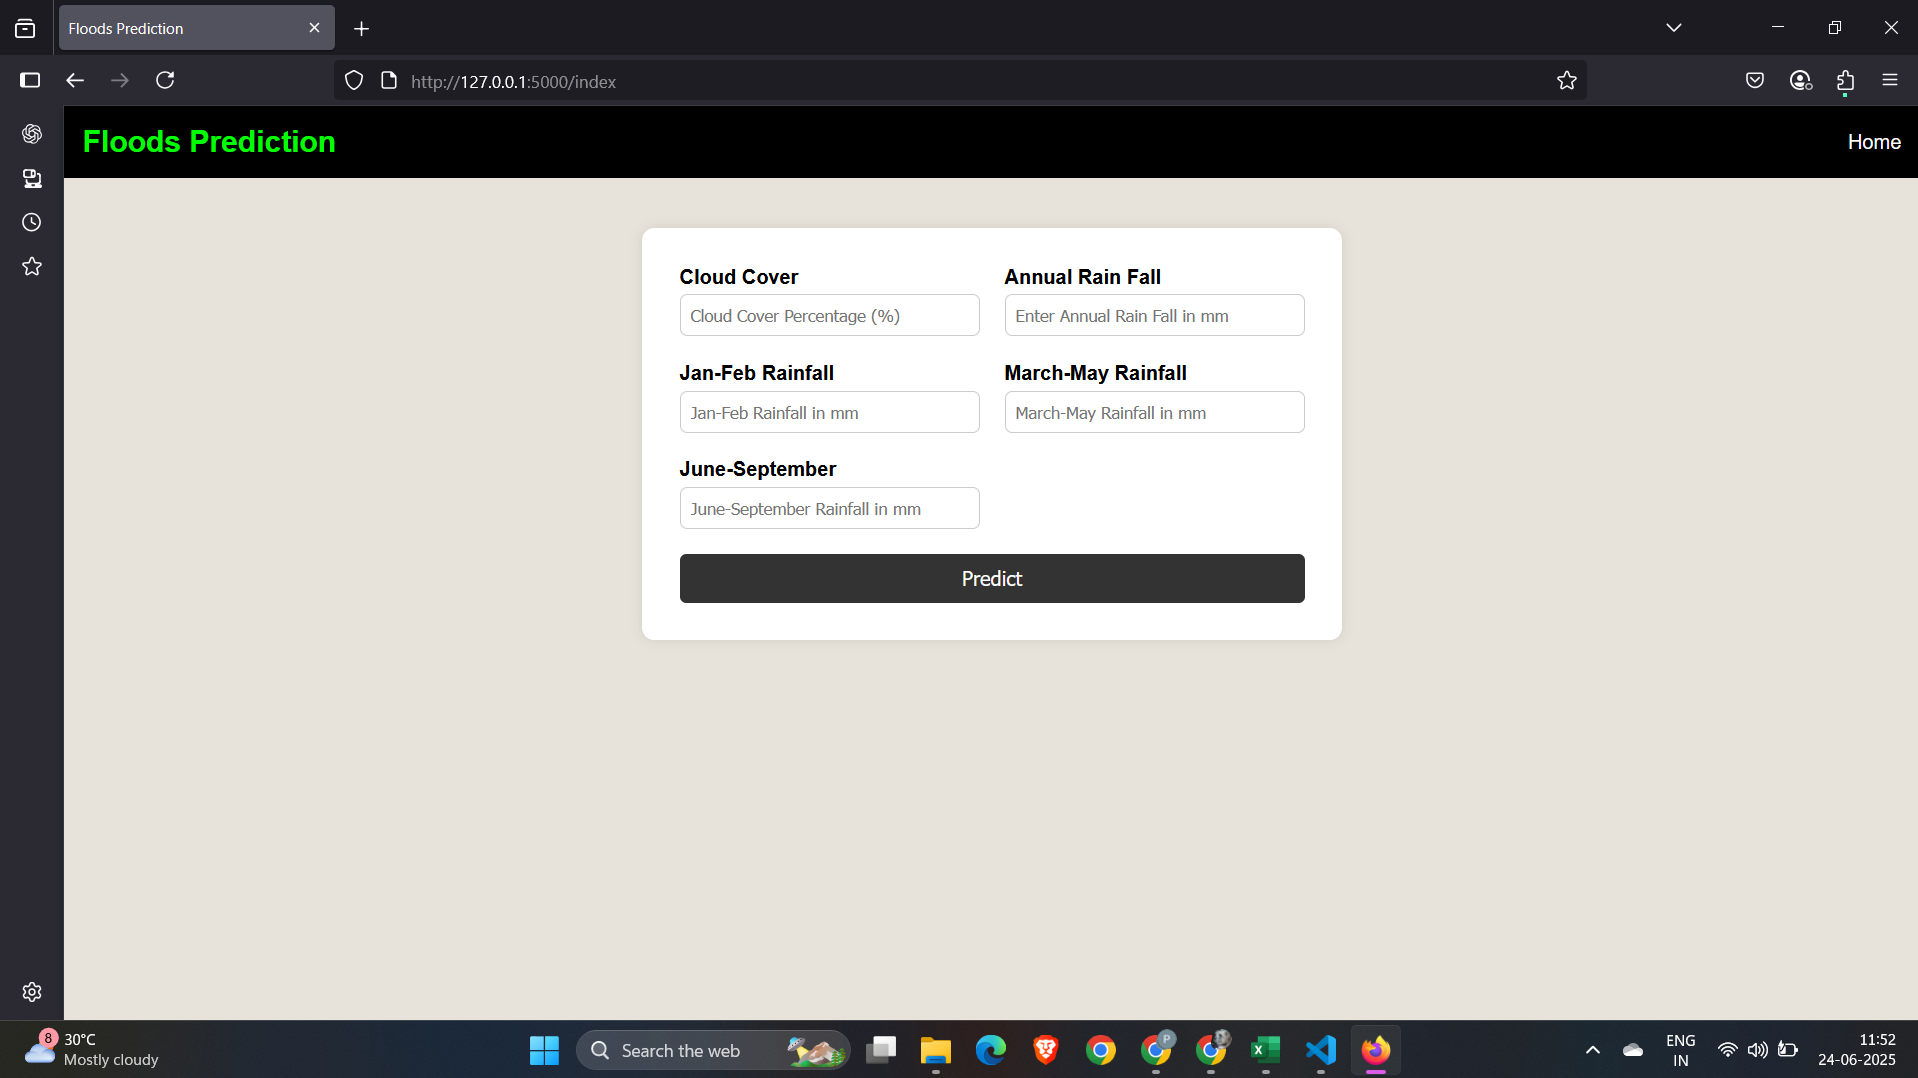 Floods Prediction
http://127.0.0.1:5000/index
Floods Prediction
Home
Cloud Cover
Annual Rain Fall
Cloud Cover Percentage (%)
Enter Annual Rain Fall in mm
Jan-Feb Rainfall
March-May Rainfall
Jan-Feb Rainfall in mm
March-May Rainfall in mm
June-September
June-September Rainfall in mm
Predict
8
30°C
Mostly cloudy
Search the web
P
ENG
IN
11:52
24-06-2025